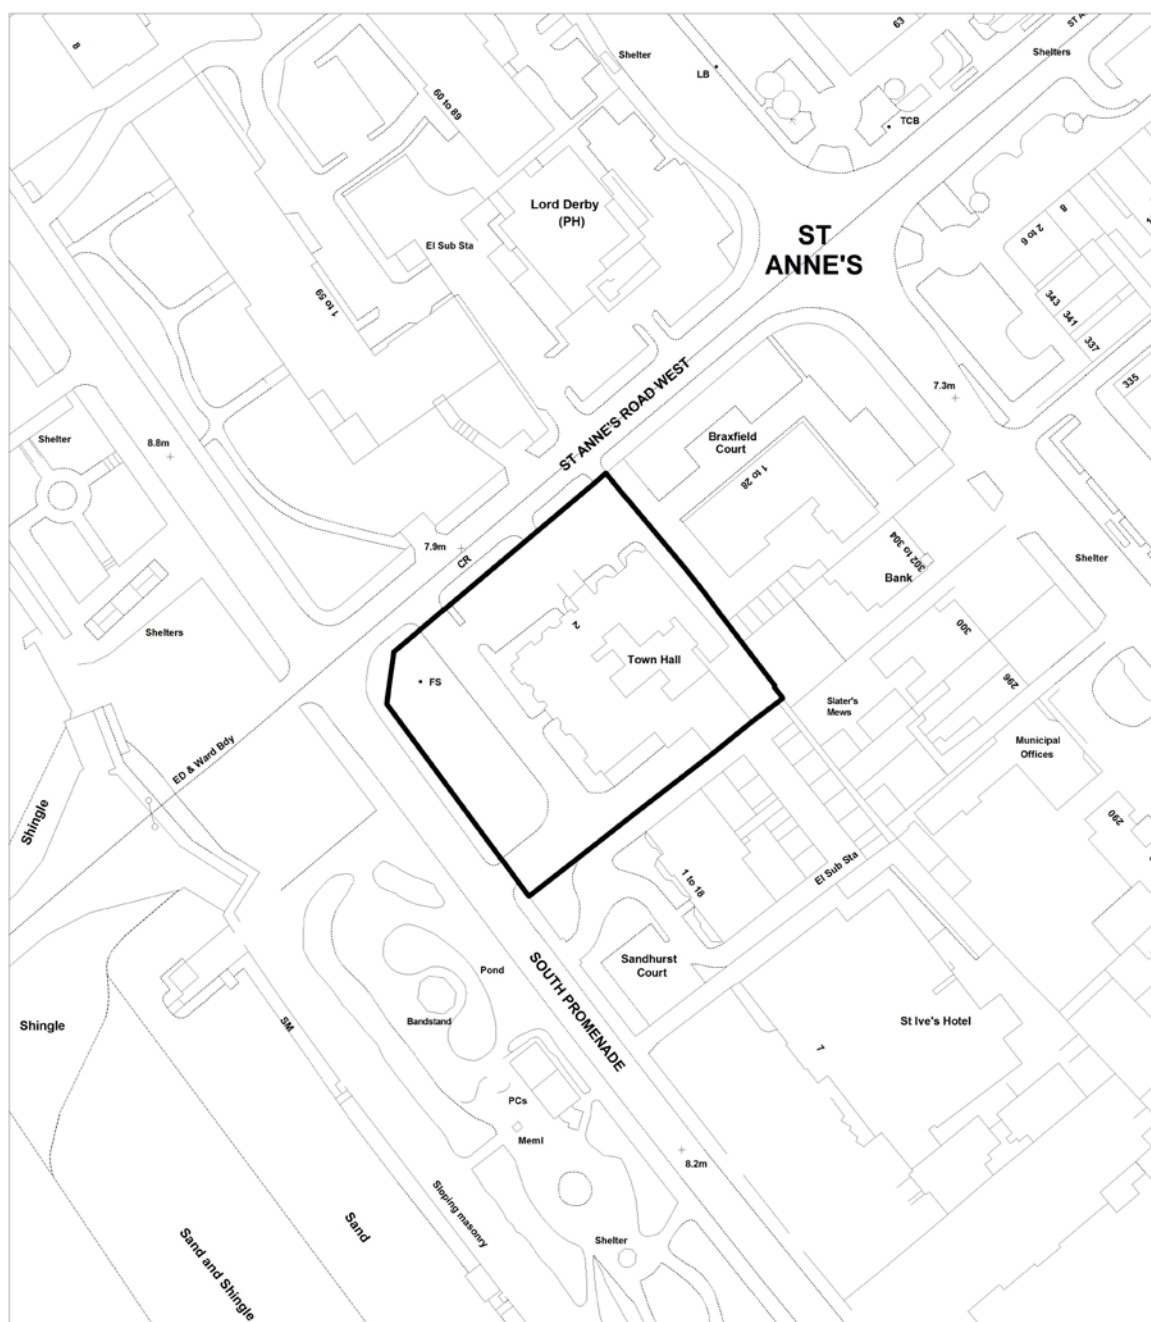 8
63
ST A
Shelter
Shelters
LB
60 to 89
TCB
Lord Derby
(PH)
8
2 to 6
ST
ANNE'S
El Sub Sta
1 to 59
343
341
337
335
7.3m
ST ANNE'S ROAD WEST
Shelter
8.8m
Braxfield
Court
1 to 28
7.9m
CR
302 to 304
Bank
Shelter
Shelters
2
300
Town Hall
FS
296
Slater's
Mews
Municipal
Offices
ED & Ward Bdy
Shingle
290
El Sub Sta
1 to 18
Sandhurst
Court
SOUTH PROMENADE
Pond
Bandstand
Shingle
SM
St Ive's Hotel
7
PCs
Meml
8.2m
Sloping masonry
Sand
Shelter
Sand and Shingle